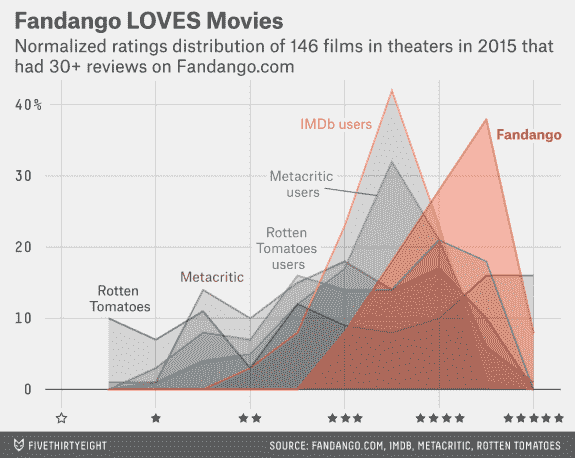 Fandango LOVES Movies
Normalized ratings distribution of 146 films in theaters in 2015 that
had 30+ reviews on Fandango.com
40%
30
20
10
0
IMDb users
Fandango
Metacritic
users
Rotten
Tomatoes
users
Metacritic
Rotten
Tomatoes
☆
★
★★
★★★
★★★★
★★★★★
FIVETHIRTYEIGHT
SOURCE: FANDANGO.COM, IMDB, METACRITIC, ROTTEN TOMATOES